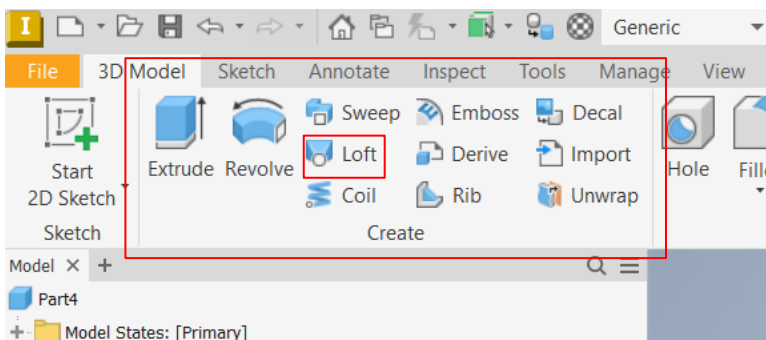 I
Generic
File 3D Model Sketch Annotate Inspect Tools Manage View
Start
2D Sketch
Extrude
Revolve
Sweep
Loft
Coil
Emboss
Derive
Rib
Decal
Import
Unwrap
Hole
Fill
Sketch
Create
Model × +
Part4
Model States: [Primary]